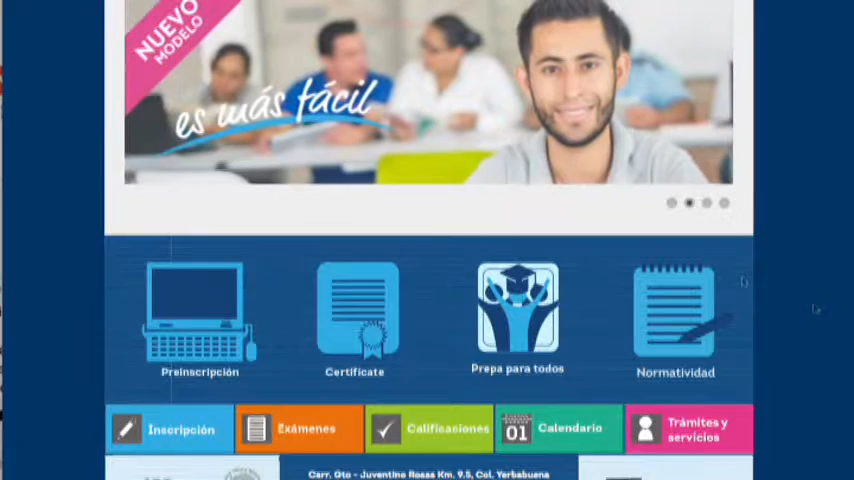 NUEVO
MODELO
es más fácil
Preinscripción
Certifícate
Prepa para todos
Normatividad
Inscripción
Exámenes
Calificaciones
01
Calendario
Trámites y
servicios
Carr. Gto - Juventino Rosas Km. 9.5, Col. Yerbabuena